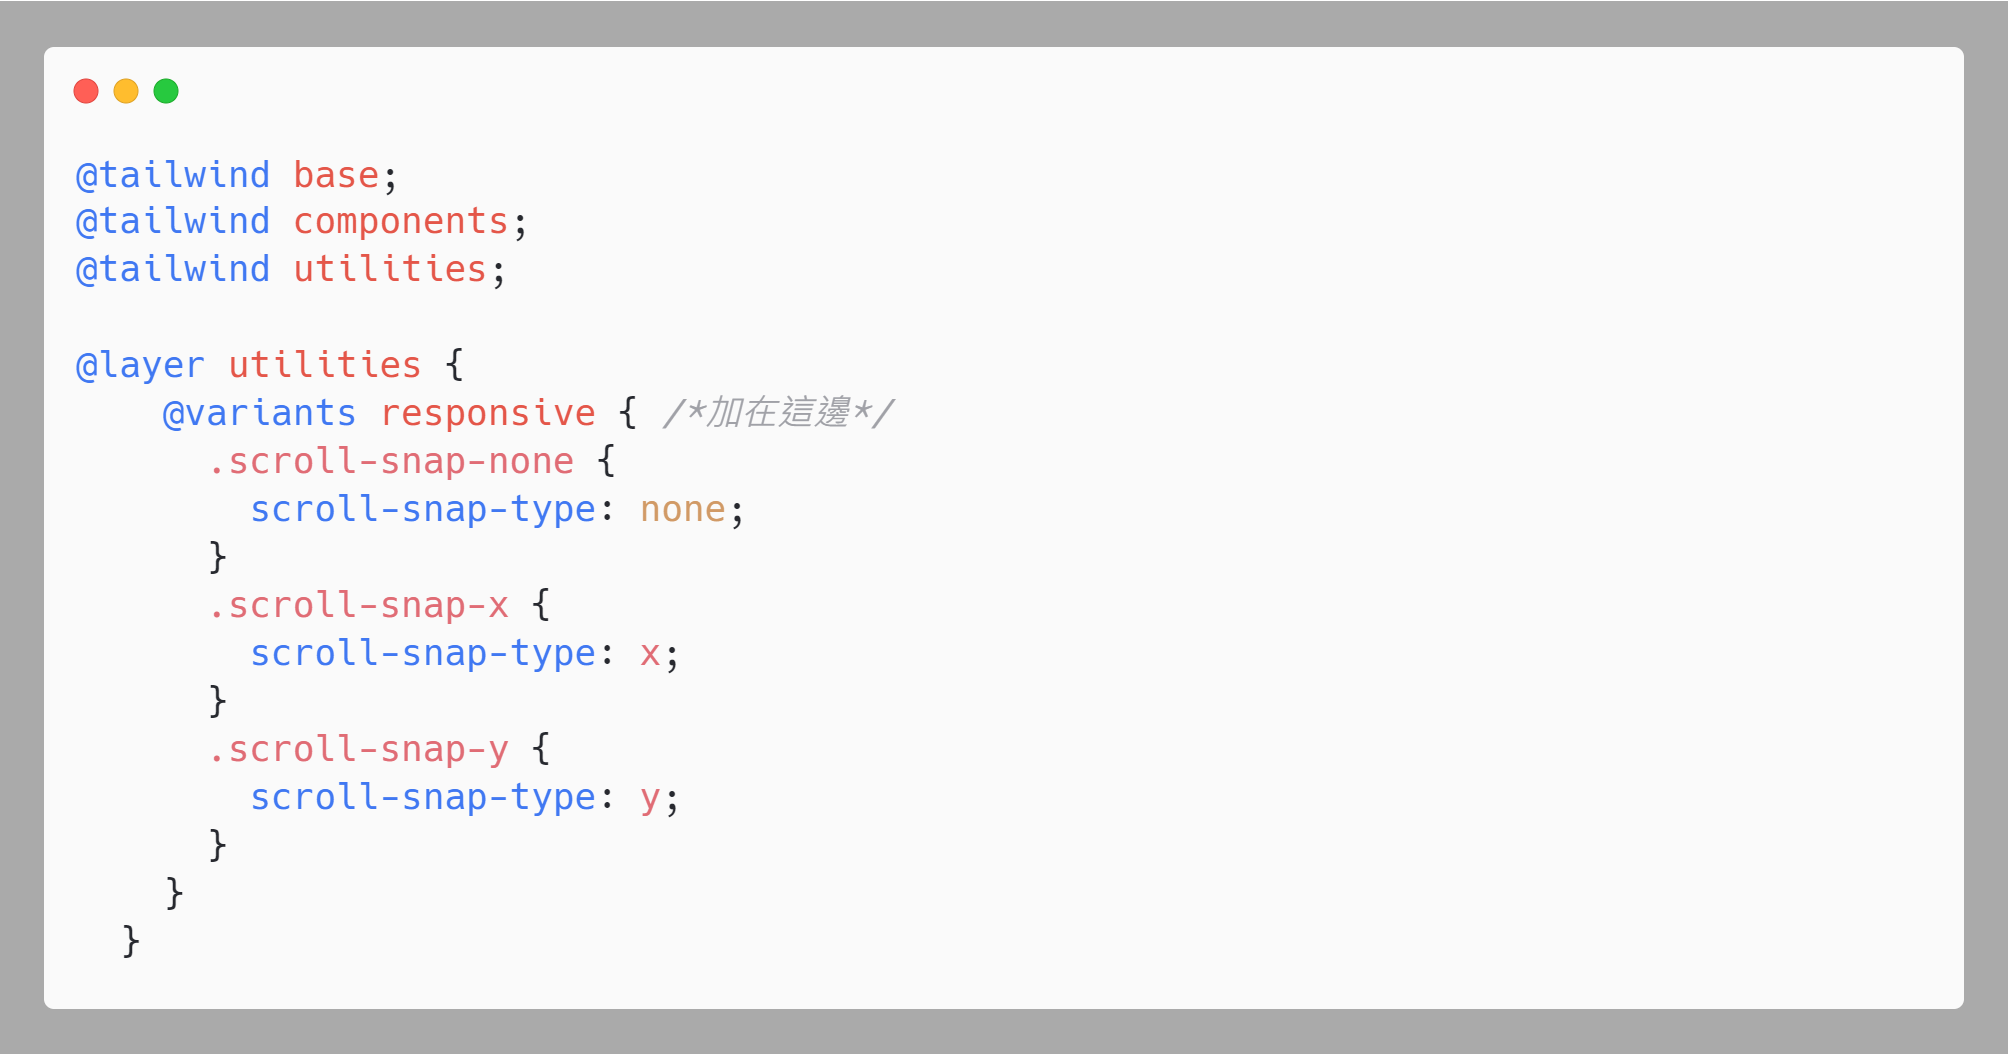 @tailwind base;
@tailwind components;
@tailwind utilities;
@layer utilities {
@variants responsive { /*加在這邊*/
.scroll-snap-none {
scroll-snap-type: none;
}
.scroll-snap-x {
scroll-snap-type: x;
}
.scroll-snap-y {
scroll-snap-type: y;
}
}
}